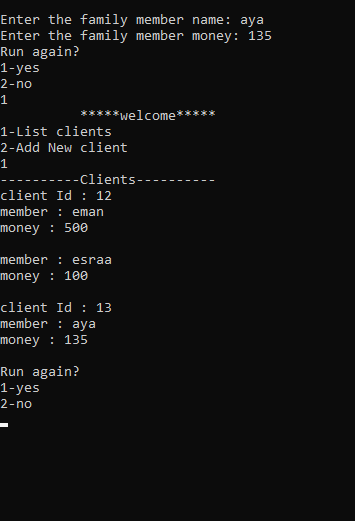 Enter the family member name: aya
Enter the family member money: 135
Run again?
1-yes
2-no
1
*****welcome*****
1-List clients
2-Add New client
1
----------Clients----------
client Id : 12
member : eman
money : 500
member : esraa
money : 100
client Id : 13
member : aya
money : 135
Run again?
1-yes
2-no